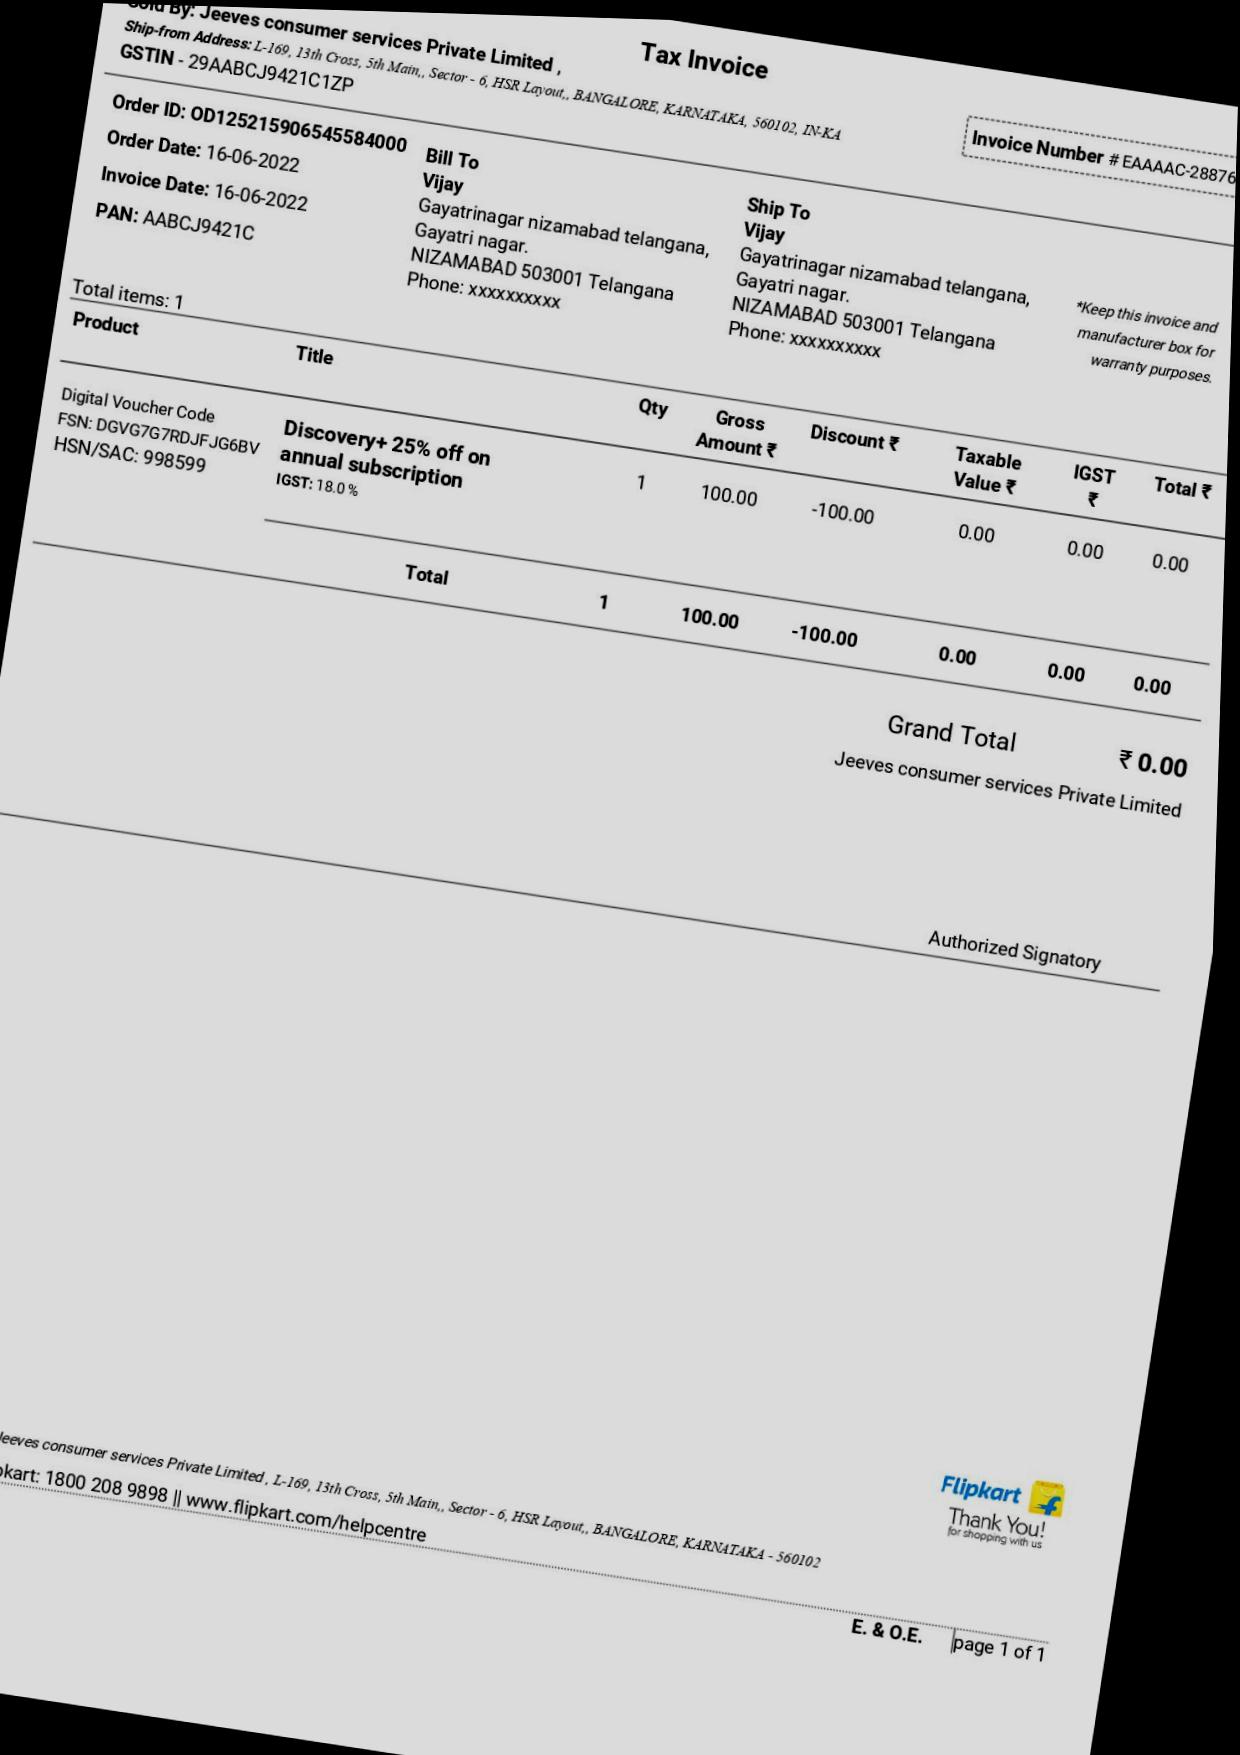 Sold By: Jeeves consumer services Private Limited ,
Ship-from Address: L-169, 13th Cross, 5th Main,, Sector - 6, HSR Layout,, BANGALORE, KARNATAKA, 560102, IN-KA
GSTIN - 29AABCJ9421C1ZP
Tax Invoice
Invoice Number # EAAAAC-28876
Order ID: OD125215906545584000
Order Date: 16-06-2022
Invoice Date: 16-06-2022
PAN: AABCJ9421C
Bill To
Vijay
Gayatrinagar nizamabad telangana,
Gayatri nagar.
NIZAMABAD 503001 Telangana
Phone: xxxxxxxxxx
Ship To
Vijay
Gayatrinagar nizamabad telangana,
Gayatri nagar.
NIZAMABAD 503001 Telangana
Phone: xxxxxxxxxx
*Keep this invoice and
manufacturer box for
warranty purposes.
Total items: 1
Product Title Qty Gross Amount ₹ Discount ₹ Taxable Value ₹ IGST ₹ Total ₹
Digital Voucher Code
FSN: DGVG7G7RDJFJG6BV
HSN/SAC: 998599
Discovery+ 25% off on
annual subscription
IGST: 18.0 %
1 100.00 -100.00 0.00 0.00 0.00
Total 1 100.00 -100.00 0.00 0.00 0.00
Grand Total ₹ 0.00
Jeeves consumer services Private Limited
Authorized Signatory
Jeeves consumer services Private Limited , L-169, 13th Cross, 5th Main,, Sector - 6, HSR Layout,, BANGALORE, KARNATAKA - 560102
pkart: 1800 208 9898 || www.flipkart.com/helpcentre
Flipkart
Thank You!
for shopping with us
E. & O.E.
page 1 of 1